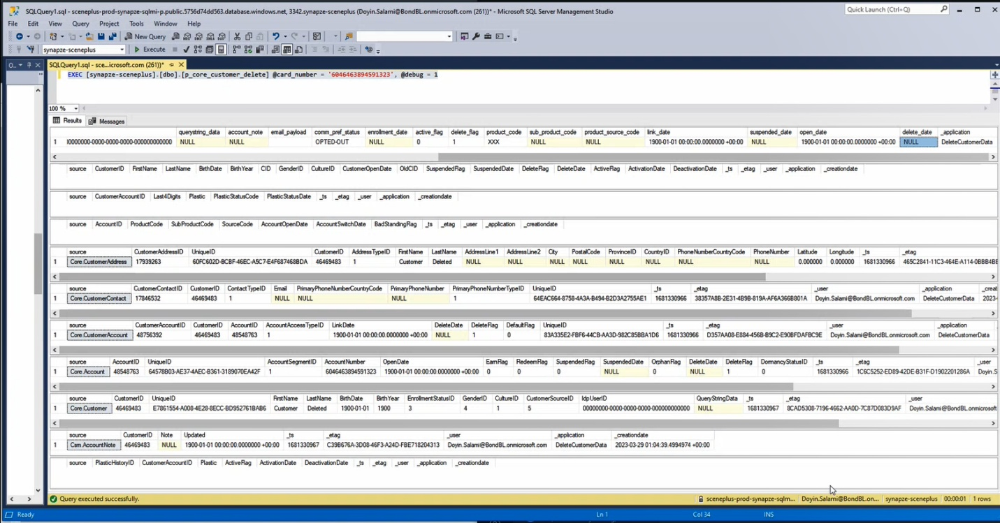 SQLQuery1.sql - sceneplus-prod-synapze-sqlmi-p.public.5756d74dd563.database.windows.net, 3342.synapze-sceneplus (Doyin.Salami@BondBL.onmicrosoft.com (261))* - Microsoft SQL Server Management Studio
Quick Launch (Ctrl+Q)
File Edit View Query Project Tools Window Help
New Query
synapze-sceneplus Execute
O.. SQLQuery1.sql - sce...icrosoft.com (261))*
EXEC [synapze-sceneplus].[dbo].[p_core_customer_delete] @card_number = '6046463894591323', @debug = 1
100 %
Results Messages
querystring_data account_note email_payload comm_pref_status enrollment_date active_flag delete_flag product_code sub_product_code product_source_code link_date suspended_date open_date delete_date _application
1 00000000-0000-0000-0000-000000000000 NULL NULL OPTED-OUT NULL 0 1 XXX NULL NULL 1900-01-01 00:00:00.0000000 +00:00 NULL 1900-01-01 00:00:00.0000000 +00:00 NULL DeleteCustomerData
source CustomerID FirstName LastName BirthDate BirthYear CID GenderID CultureID CustomerOpenDate OldCID SuspendedFlag SuspendedDate DeleteFlag DeleteDate ActiveFlag ActivationDate DeactivationDate _ts _etag _user _application _creationdate
source CustomerAccountID Last4Digits Plastic PlasticStatusCode PlasticStatusDate _ts _etag _user _application _creationdate
source AccountID ProductCode SubProductCode SourceCode AccountOpenDate AccountSwitchDate BadStandingFlag _ts _etag _user _application _creationdate
source CustomerAddressID UniqueID CustomerID AddressTypeID FirstName LastName AddressLine1 AddressLine2 City PostalCode ProvinceID CountryID PhoneNumberCountryCode PhoneNumber Latitude Longitude _ts _etag
1 Core.CustomerAddress 17939263 60FC602D-BCBF-46EC-A5C7-E4F687468BDA 46469483 1 Customer Deleted NULL NULL NULL NULL NULL NULL NULL NULL 0.000000 0.000000 1681330966 465C2841-11C3-464E-A114-0BBB4BE
source CustomerContactID CustomerID ContactTypeID Email PrimaryPhoneNumberCountryCode PrimaryPhoneNumber PrimaryPhoneNumberTypeID UniqueID _ts _etag _user _application _creat
1 Core.CustomerContact 17846532 46469483 1 NULL NULL NULL 1 64EAC664-8758-4A3A-B494-B2D3A2755AE1 1681330966 38357A8B-2E31-4B9B-819A-AF6A366B801A Doyin.Salami@BondBL.onmicrosoft.com DeleteCustomerData 2023-
source CustomerAccountID CustomerID AccountID AccountAccessTypeID LinkDate DeleteDate DeleteFlag DefaultFlag UniqueID _ts _etag _user _application
1 Core.CustomerAccount 48756392 46469483 48548763 1 1900-01-01 00:00:00.0000000 +00:00 NULL 1 0 83A335E2-FBF6-44CB-AA3D-982C85BBA1D6 1681330966 D357AA08-E884-456B-B9C2-E90BFDAFBC9E Doyin.Salami@BondBL.onmicrosoft.com DeleteCustomerData
source AccountID UniqueID AccountSegmentID AccountNumber OpenDate EarnFlag RedeemFlag SuspendedFlag SuspendedDate OrphanFlag DeleteDate DeleteFlag DormancyStatusID _ts _etag _user
1 Core.Account 48548763 64578B03-AE37-4AEC-B361-3189070EA42F 1 6046463894591323 1900-01-01 00:00:00.0000000 +00:00 0 0 0 NULL 0 NULL 1 0 1681330966 1C6C5252-ED89-42DE-B31F-D1902201286A Doyin.S
source CustomerID UniqueID FirstName LastName BirthDate BirthYear EnrollmentStatusID GenderID CultureID CustomerSourceID IdpUserID QueryStringData _ts _etag _user
1 Core.Customer 46469483 E7861554-A008-4E28-8ECC-BD952761BAB6 Customer Deleted 1900-01-01 1900 3 4 1 5 00000000-0000-0000-0000-000000000000 NULL 1681330967 8CAD5308-7196-4662-AA0D-7C87D083D9AF Doyin.Salami@BondBL.onmicrosoft
source CustomerID Note Updated _ts _etag _user _application _creationdate
1 Csm.AccountNote 46469483 NULL 1900-01-01 00:00:00.0000000 +00:00 1681330967 C39B676A-3D08-46F3-A24D-FBE718204313 Doyin.Salami@BondBL.onmicrosoft.com DeleteCustomerData 2023-03-29 01:04:39.4994974 +00:00
source PlasticHistoryID CustomerAccountID Plastic ActiveFlag ActivationDate DeactivationDate _ts _etag _user _application _creationdate
Query executed successfully. sceneplus-prod-synapze-sqlm... Doyin.Salami@BondBL.on... synapze-sceneplus 00:00:01 1 rows
Ready Ln 1 Col 34 INS